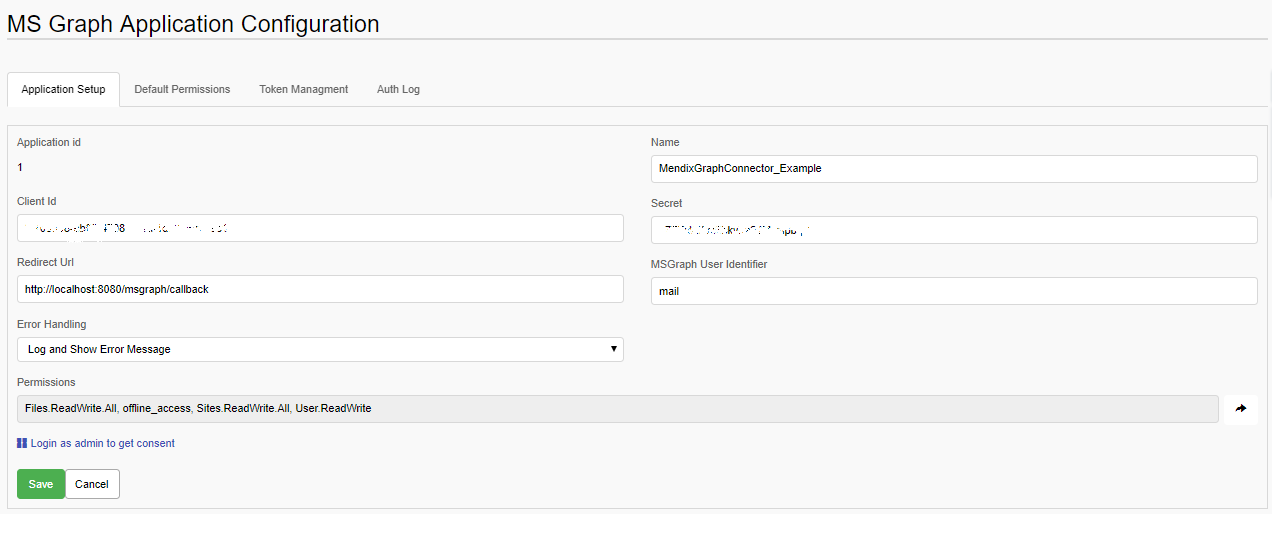 MS Graph Application Configuration
Application Setup Default Permissions Token Managment Auth Log
Application id
1
Name
MendixGraphConnector_Example
Client Id
Secret
Redirect Url
http://localhost:8080/msgraph/callback
MSGraph User Identifier
mail
Error Handling
Log and Show Error Message
Permissions
Files.ReadWrite.All, offline_access, Sites.ReadWrite.All, User.ReadWrite
Login as admin to get consent
Save Cancel